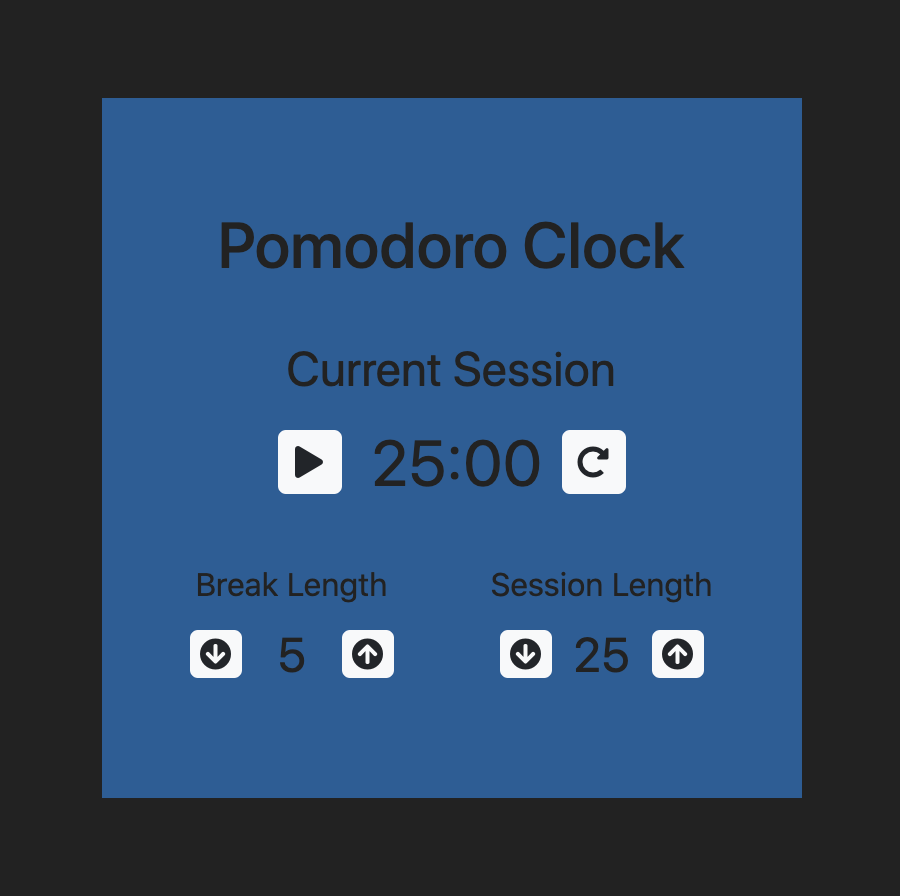 Pomodoro Clock
Current Session
25:00
Break Length
Session Length
5
25